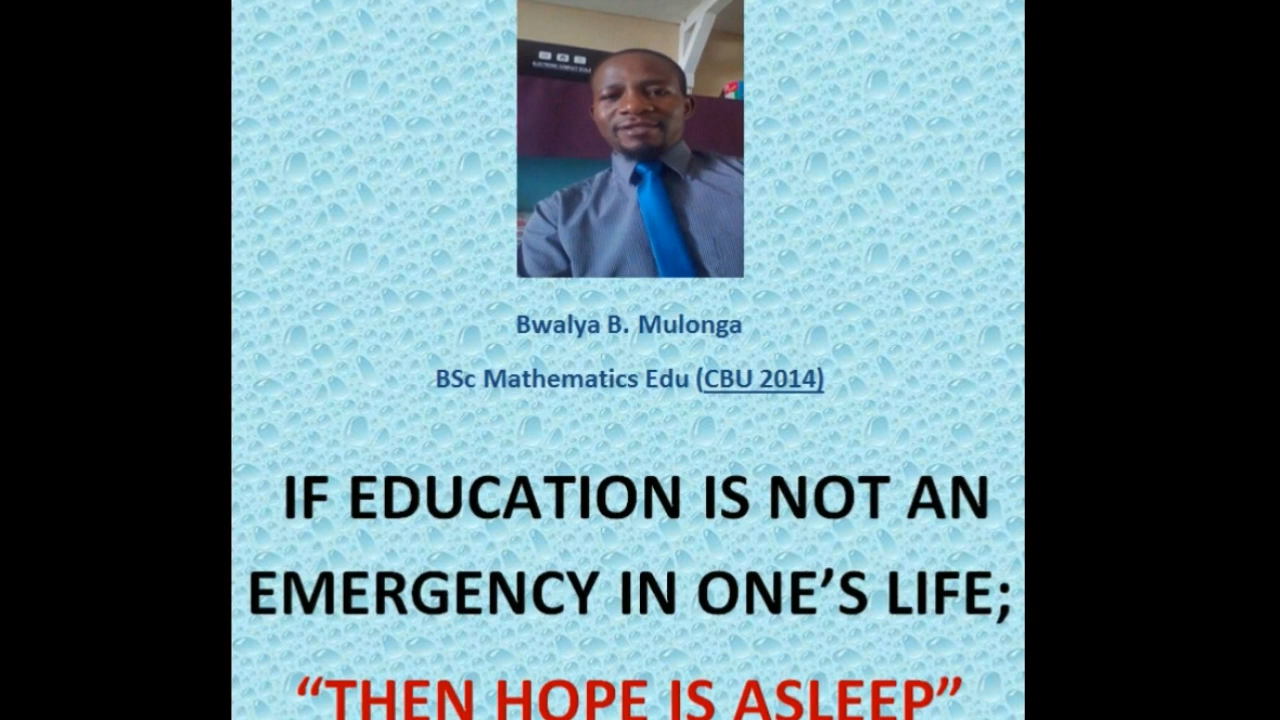 Bwalya B. Mulonga
BSc Mathematics Edu (CBU 2014)
IF EDUCATION IS NOT AN
EMERGENCY IN ONE’S LIFE;
“THEN HOPE IS ASLEEP”